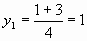 y₁ = (1 + 3)/4 = 1